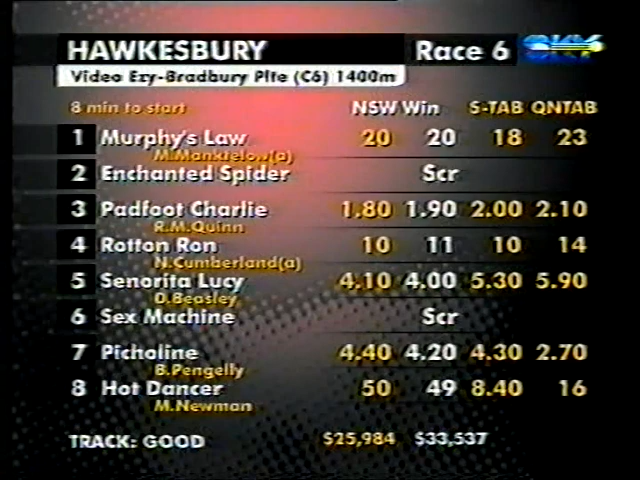 HAWKESBURY Race 6 SKY
Video Ezy-Bradbury Plte (C6) 1400m
8 min to start NSW Win S-TAB QNTAB
1 Murphy's Law 20 20 18 23
M.Mankelow(a)
2 Enchanted Spider Scr
3 Padfoot Charlie 1.80 1.90 2.00 2.10
R.M.Quinn
4 Rotton Ron 10 11 10 14
N.Cumberland(a)
5 Senorita Lucy 4.10 4.00 5.30 5.90
D.Beasley
6 Sex Machine Scr
7 Picholine 4.40 4.20 4.30 2.70
B.Pengelly
8 Hot Dancer 50 49 8.40 16
M.Newman
TRACK: GOOD $25,984 $33,537